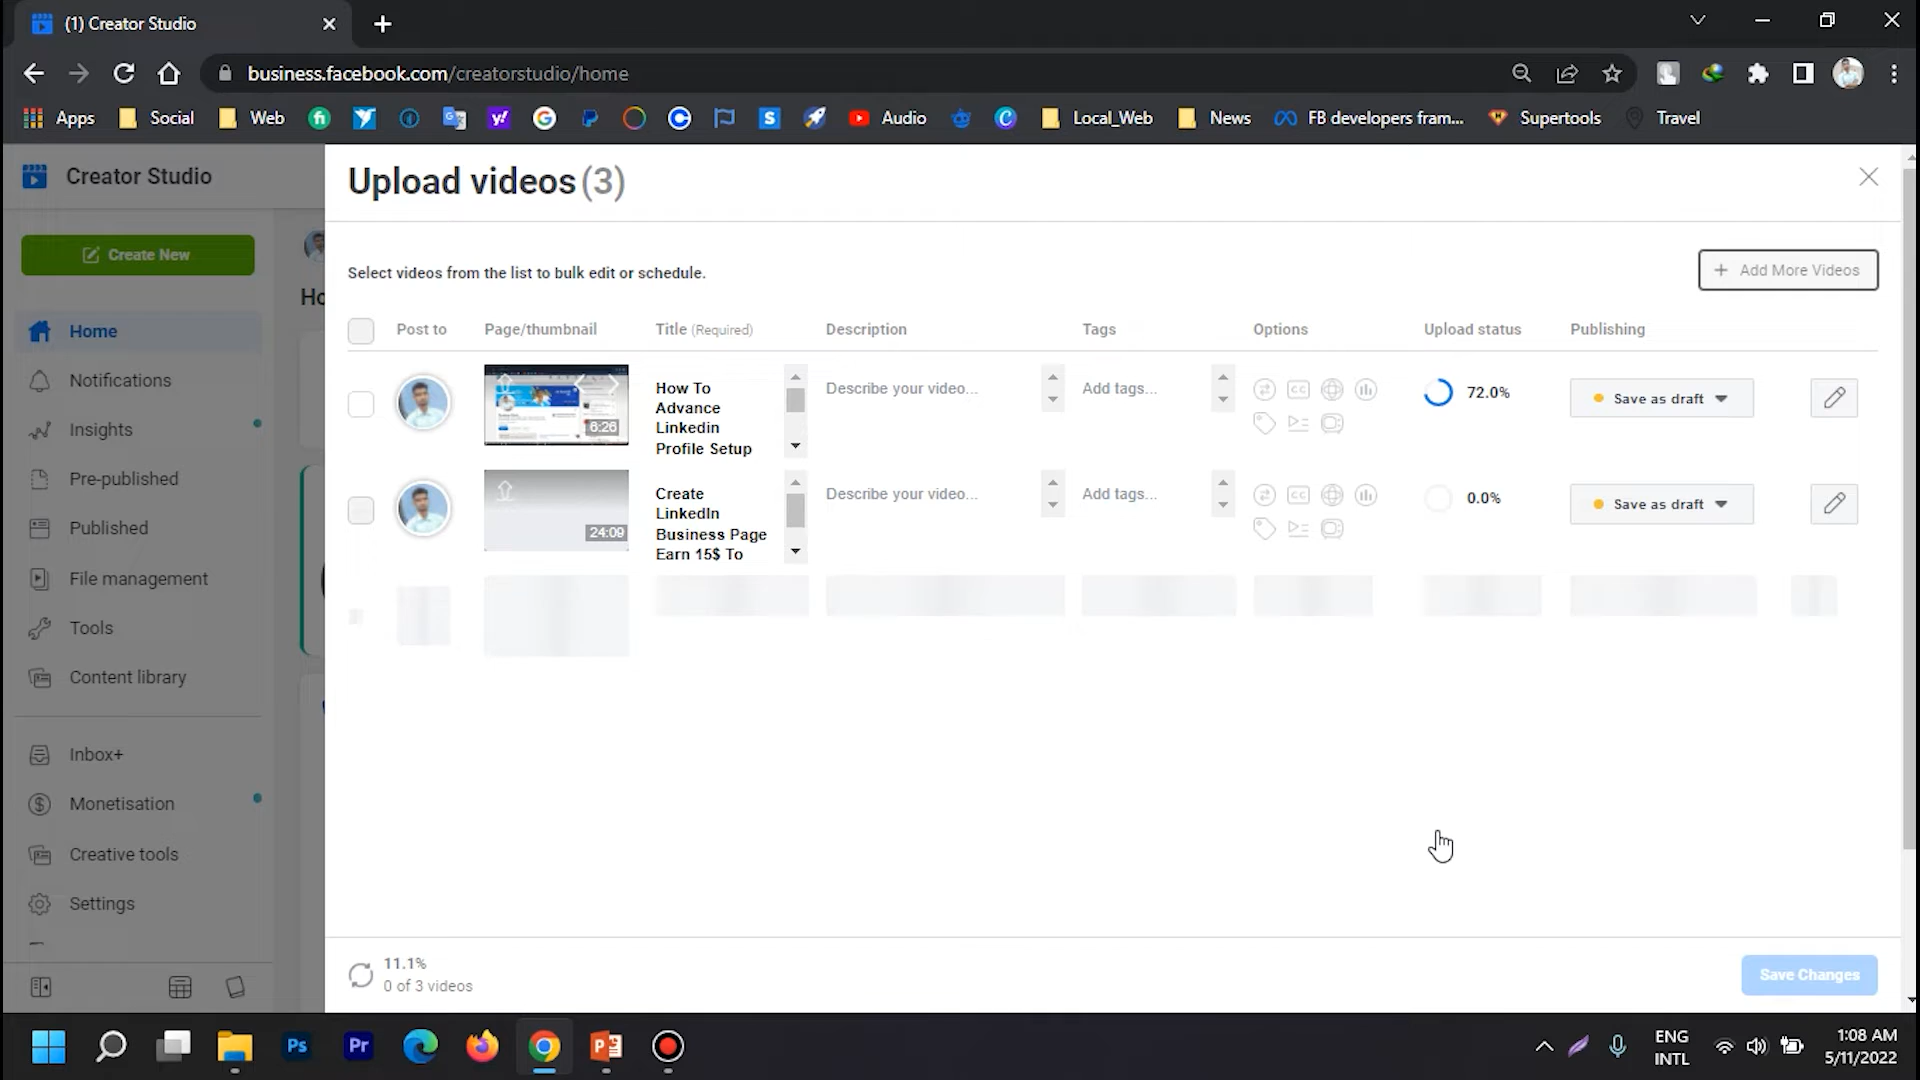 (1) Creator Studio
business.facebook.com/creatorstudio/home
Apps Social Web Audio Local_Web News FB developers fram... Supertools Travel
Creator Studio
Create New
Home
Notifications
Insights
Pre-published
Published
File management
Tools
Content library
Inbox+
Monetisation
Creative tools
Settings
Ho
Upload videos (3)
Select videos from the list to bulk edit or schedule.
+ Add More Videos
Post to Page/thumbnail Title (Required) Description Tags Options Upload status Publishing
6:26
How To
Advance
Linkedin
Profile Setup
Describe your video...
Add tags...
CC
72.0%
Save as draft
24:09
Create
LinkedIn
Business Page
Earn 15$ To
Describe your video...
Add tags...
CC
0.0%
Save as draft
11.1%
0 of 3 videos
Save Changes
Ps Pr
ENG
INTL
1:08 AM
5/11/2022